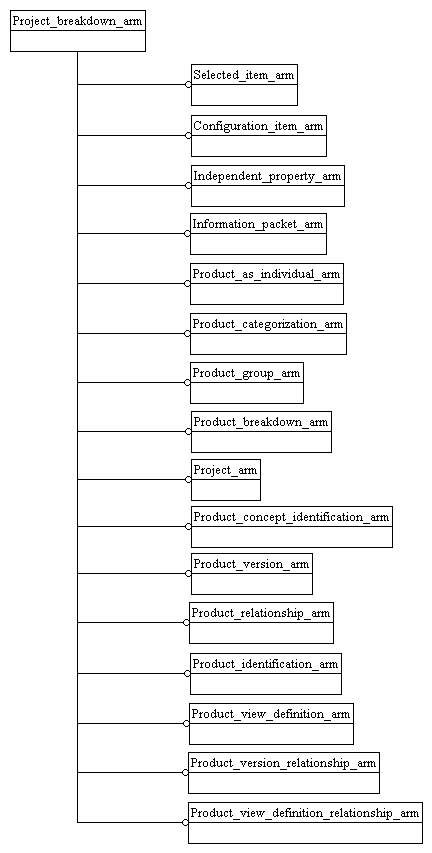 Project_breakdown_arm
Selected_item_arm
Configuration_item_arm
Independent_property_arm
Information_packet_arm
Product_as_individual_arm
Product_categorization_arm
Product_group_arm
Product_breakdown_arm
Project_arm
Product_concept_identification_arm
Product_version_arm
Product_relationship_arm
Product_identification_arm
Product_view_definition_arm
Product_version_relationship_arm
Product_view_definition_relationship_arm